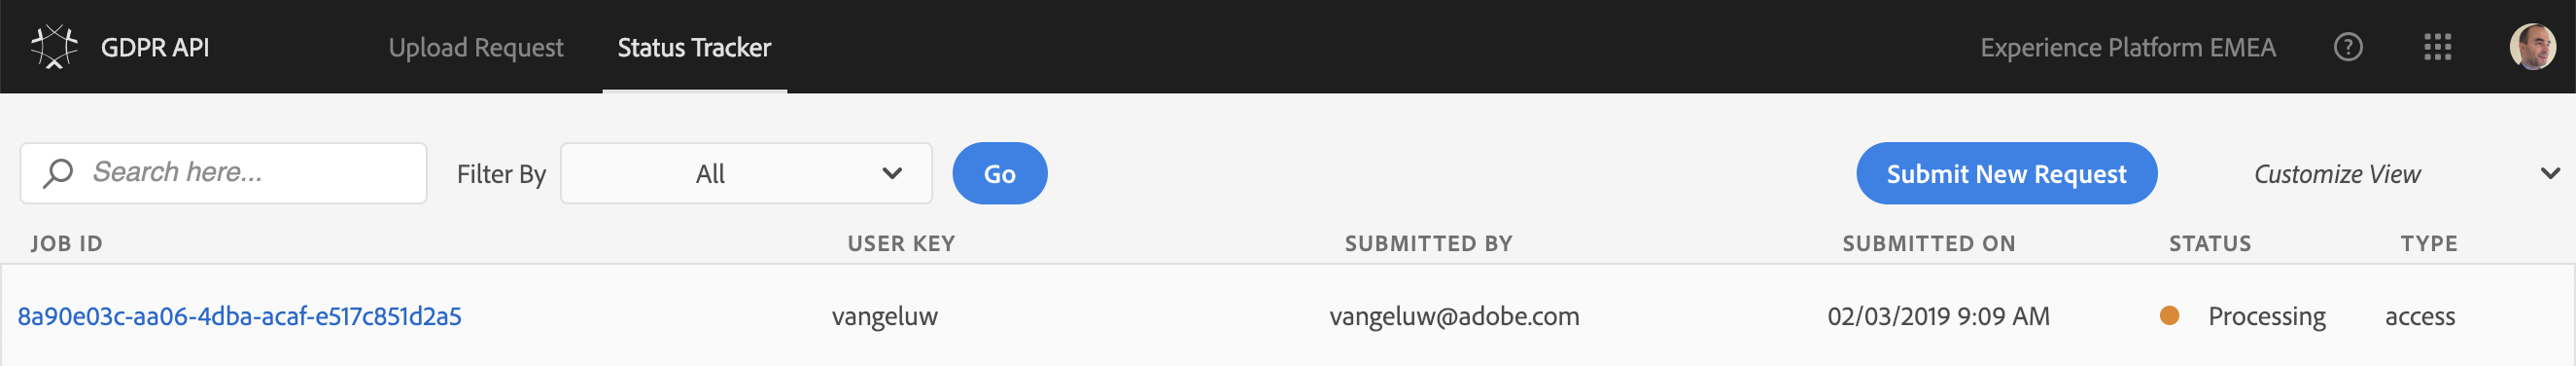 GDPR API Upload Request Status Tracker Experience Platform EMEA ?
Search here... Filter By All Go Submit New Request Customize View
JOB ID USER KEY SUBMITTED BY SUBMITTED ON STATUS TYPE
8a90e03c-aa06-4dba-acaf-e517c851d2a5 vangeluw vangeluw@adobe.com 02/03/2019 9:09 AM Processing access